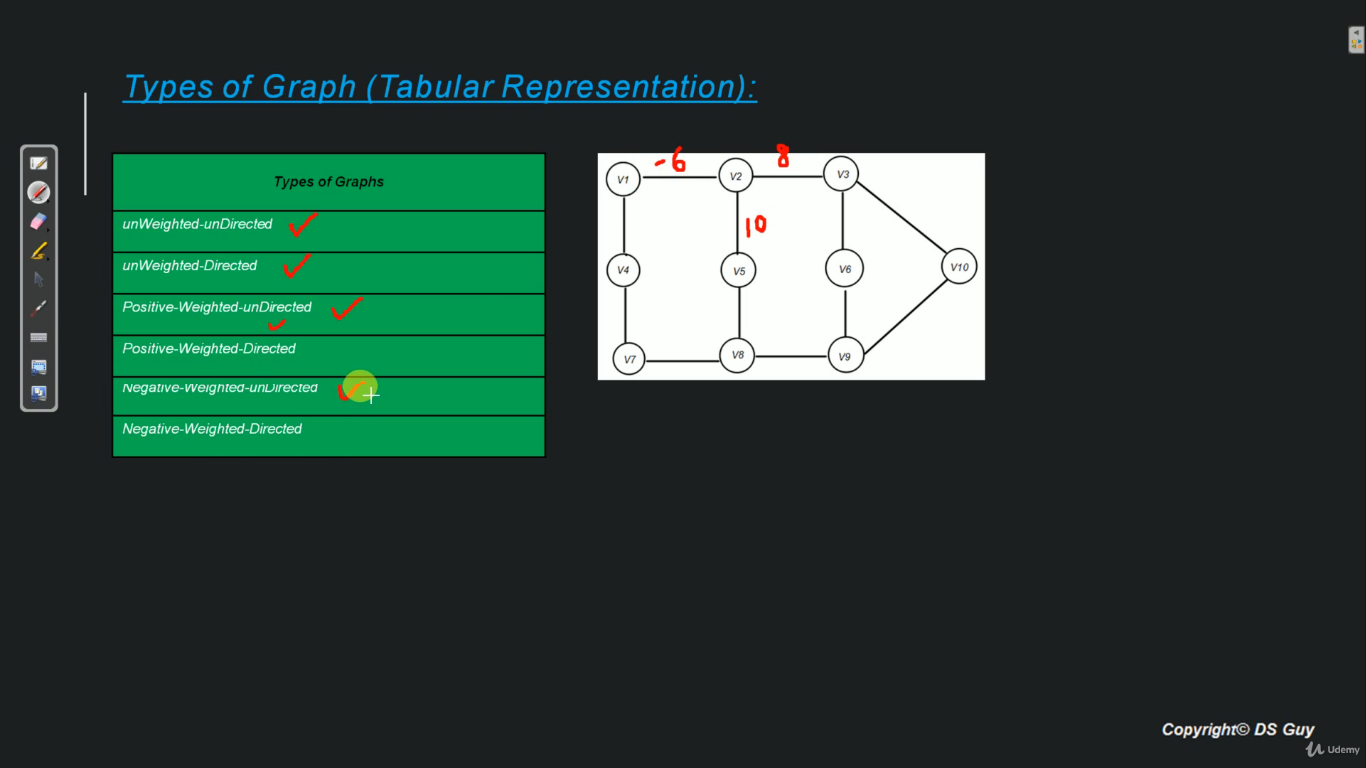 Types of Graph (Tabular Representation):
Types of Graphs
unWeighted-unDirected
unWeighted-Directed
Positive-Weighted-unDirected
Positive-Weighted-Directed
Negative-Weighted-unDirected
Negative-Weighted-Directed
-6 8
V1 V2 V3
10
V4 V5 V6 V10
V7 V8 V9
Copyright© DS Guy
Udemy